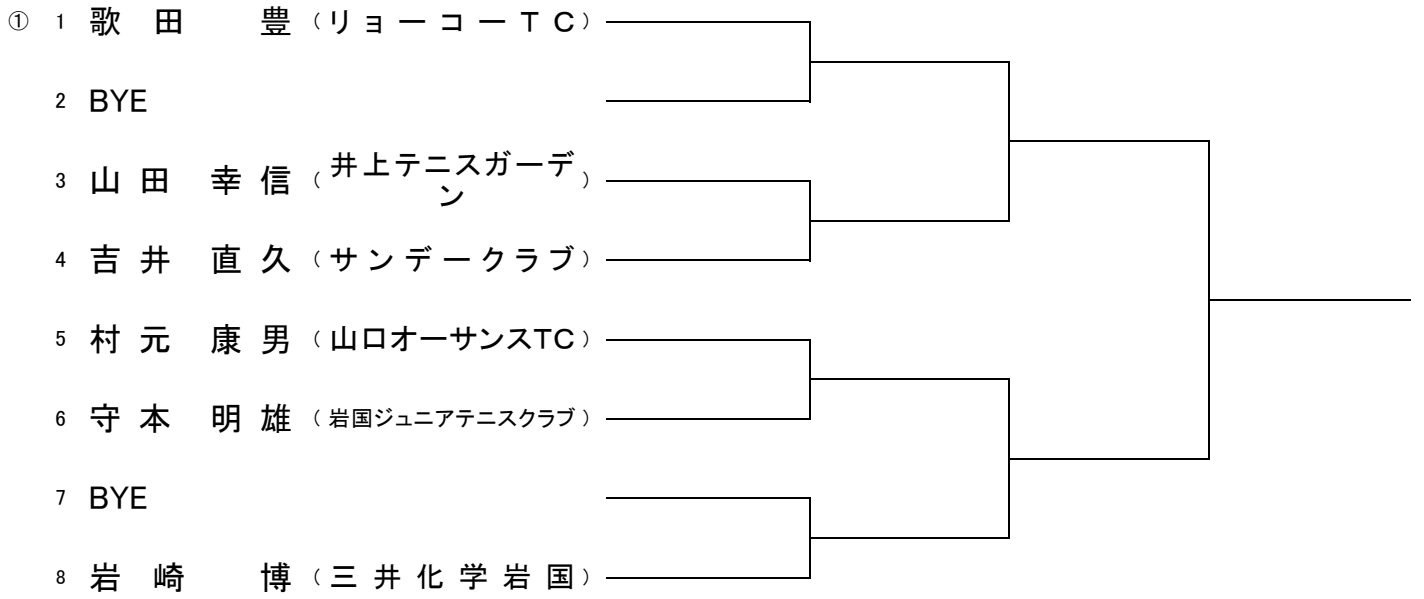 ① 1 歌田 豊 （リョーコーＴＣ）
2 BYE
3 山田 幸信 （井上テニスガーデ
ン）
4 吉井 直久 （サンデークラブ）
5 村元 康男 （山口オーサンスTC）
6 守本 明雄 （岩国ジュニアテニスクラブ）
7 BYE
8 岩崎 博 （三井化学岩国）